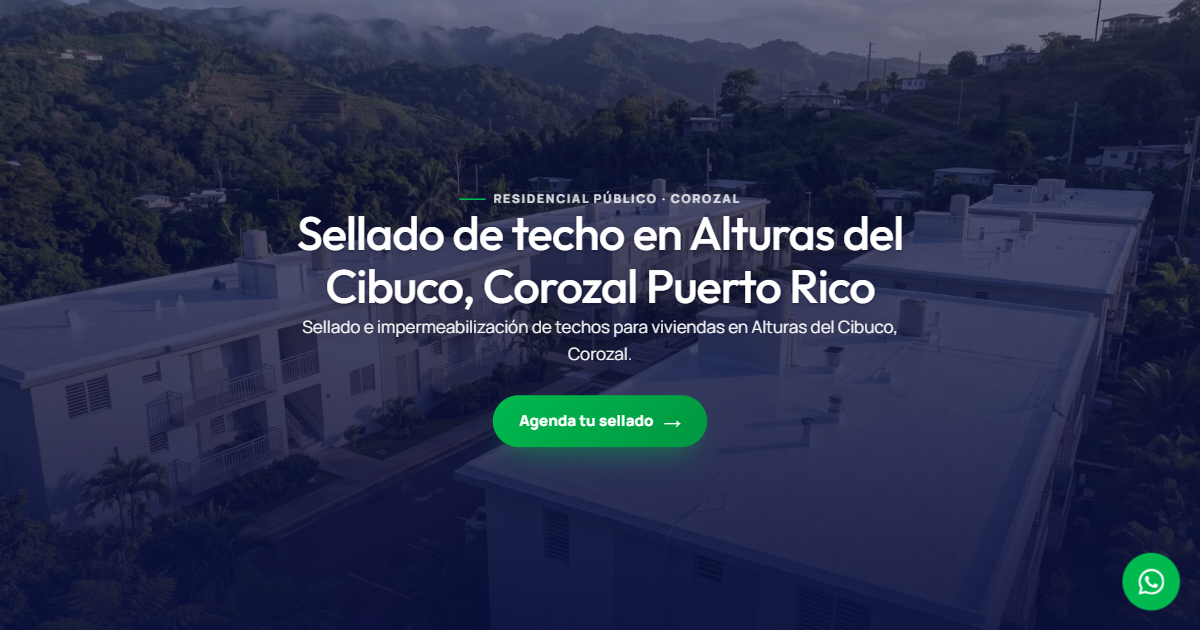 RESIDENCIAL PÚBLICO · COROZAL
Sellado de techo en Alturas del
Cibuco, Corozal Puerto Rico
Sellado e impermeabilización de techos para viviendas en Alturas del Cibuco,
Corozal.
Agenda tu sellado →